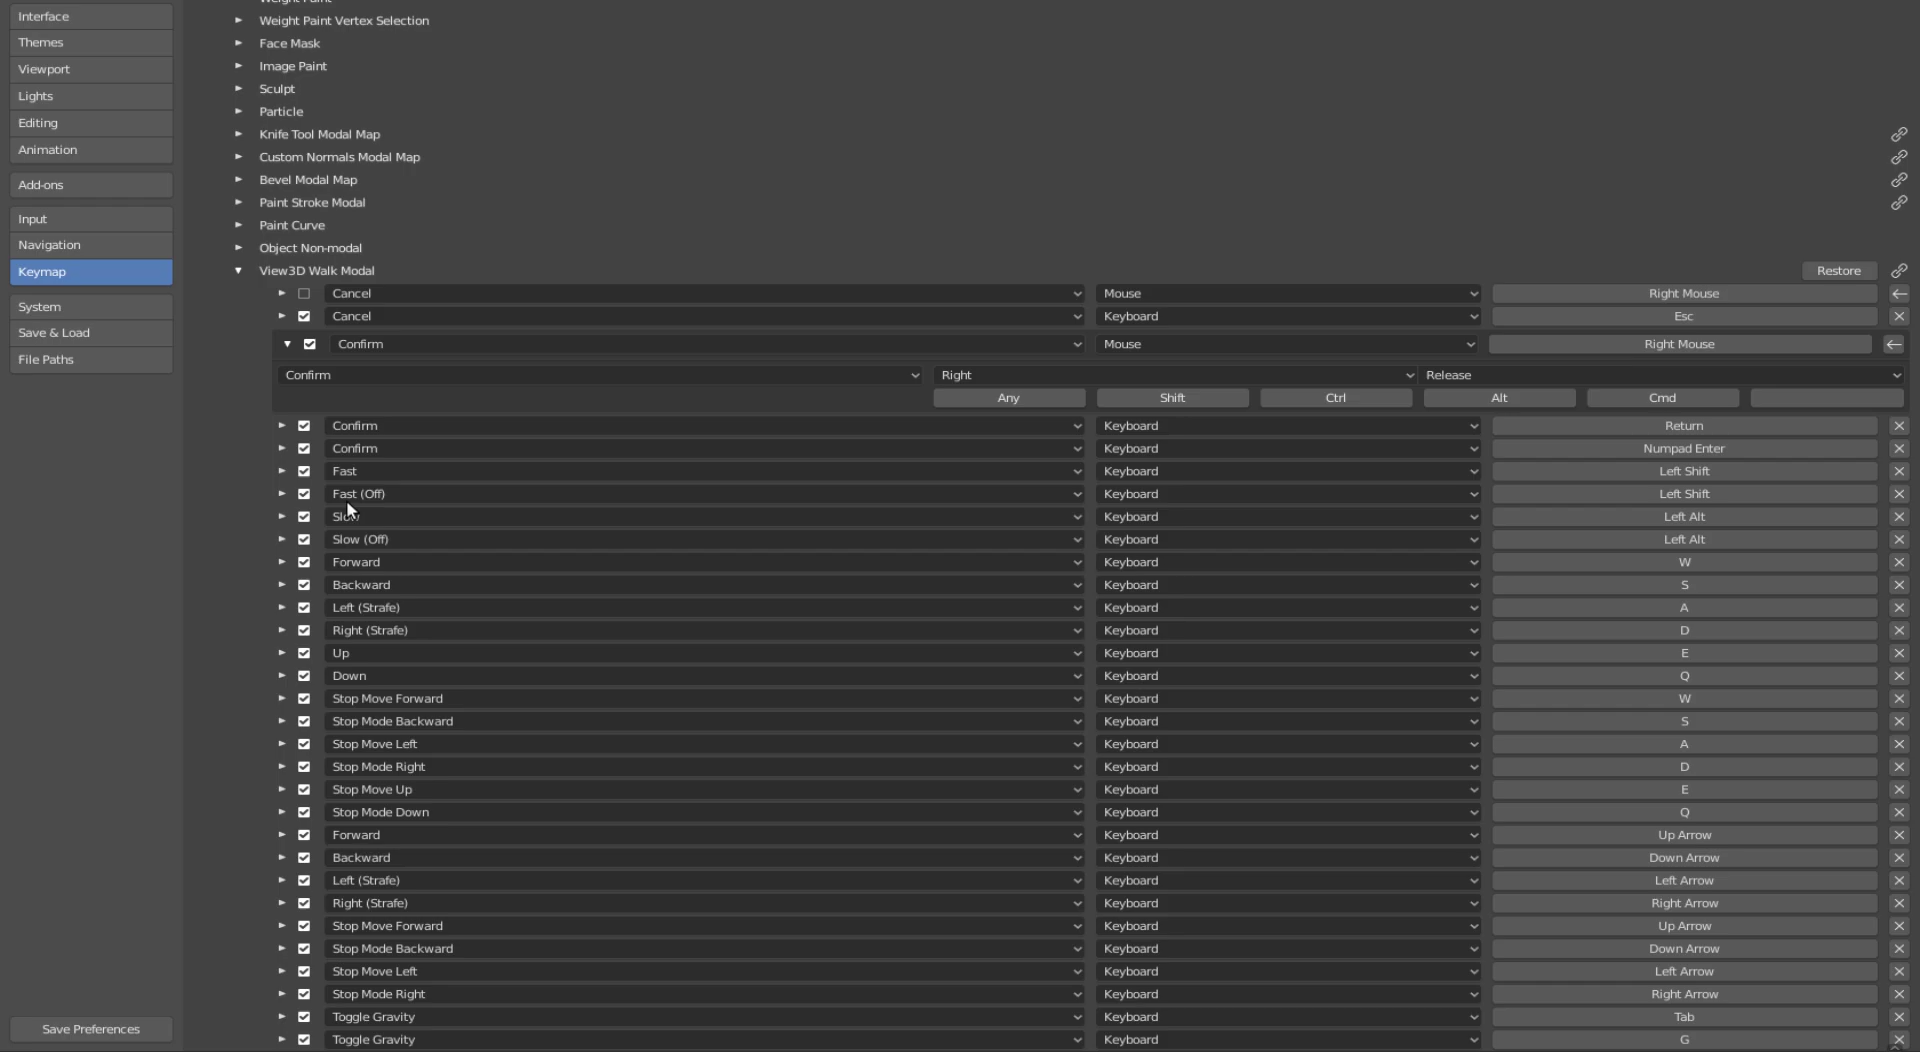 Interface
Themes
Viewport
Lights
Editing
Animation
Add-ons
Input
Navigation
Keymap
System
Save & Load
File Paths
Save Preferences
Weight Paint
Weight Paint Vertex Selection
Face Mask
Image Paint
Sculpt
Particle
Knife Tool Modal Map
Custom Normals Modal Map
Bevel Modal Map
Paint Stroke Modal
Paint Curve
Object Non-modal
View3D Walk Modal Restore
Cancel Mouse Right Mouse
Cancel Keyboard Esc
Confirm Mouse Right Mouse
Confirm Right Release
Any Shift Ctrl Alt Cmd
Confirm Keyboard Return
Confirm Keyboard Numpad Enter
Fast Keyboard Left Shift
Fast (Off) Keyboard Left Shift
Slow Keyboard Left Alt
Slow (Off) Keyboard Left Alt
Forward Keyboard W
Backward Keyboard S
Left (Strafe) Keyboard A
Right (Strafe) Keyboard D
Up Keyboard E
Down Keyboard Q
Stop Move Forward Keyboard W
Stop Mode Backward Keyboard S
Stop Move Left Keyboard A
Stop Mode Right Keyboard D
Stop Move Up Keyboard E
Stop Mode Down Keyboard Q
Forward Keyboard Up Arrow
Backward Keyboard Down Arrow
Left (Strafe) Keyboard Left Arrow
Right (Strafe) Keyboard Right Arrow
Stop Move Forward Keyboard Up Arrow
Stop Mode Backward Keyboard Down Arrow
Stop Move Left Keyboard Left Arrow
Stop Mode Right Keyboard Right Arrow
Toggle Gravity Keyboard Tab
Toggle Gravity Keyboard G